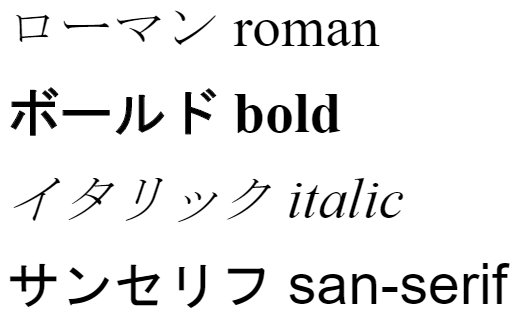 ローマン roman
ボールド bold
イタリック italic
サンセリフ san-serif